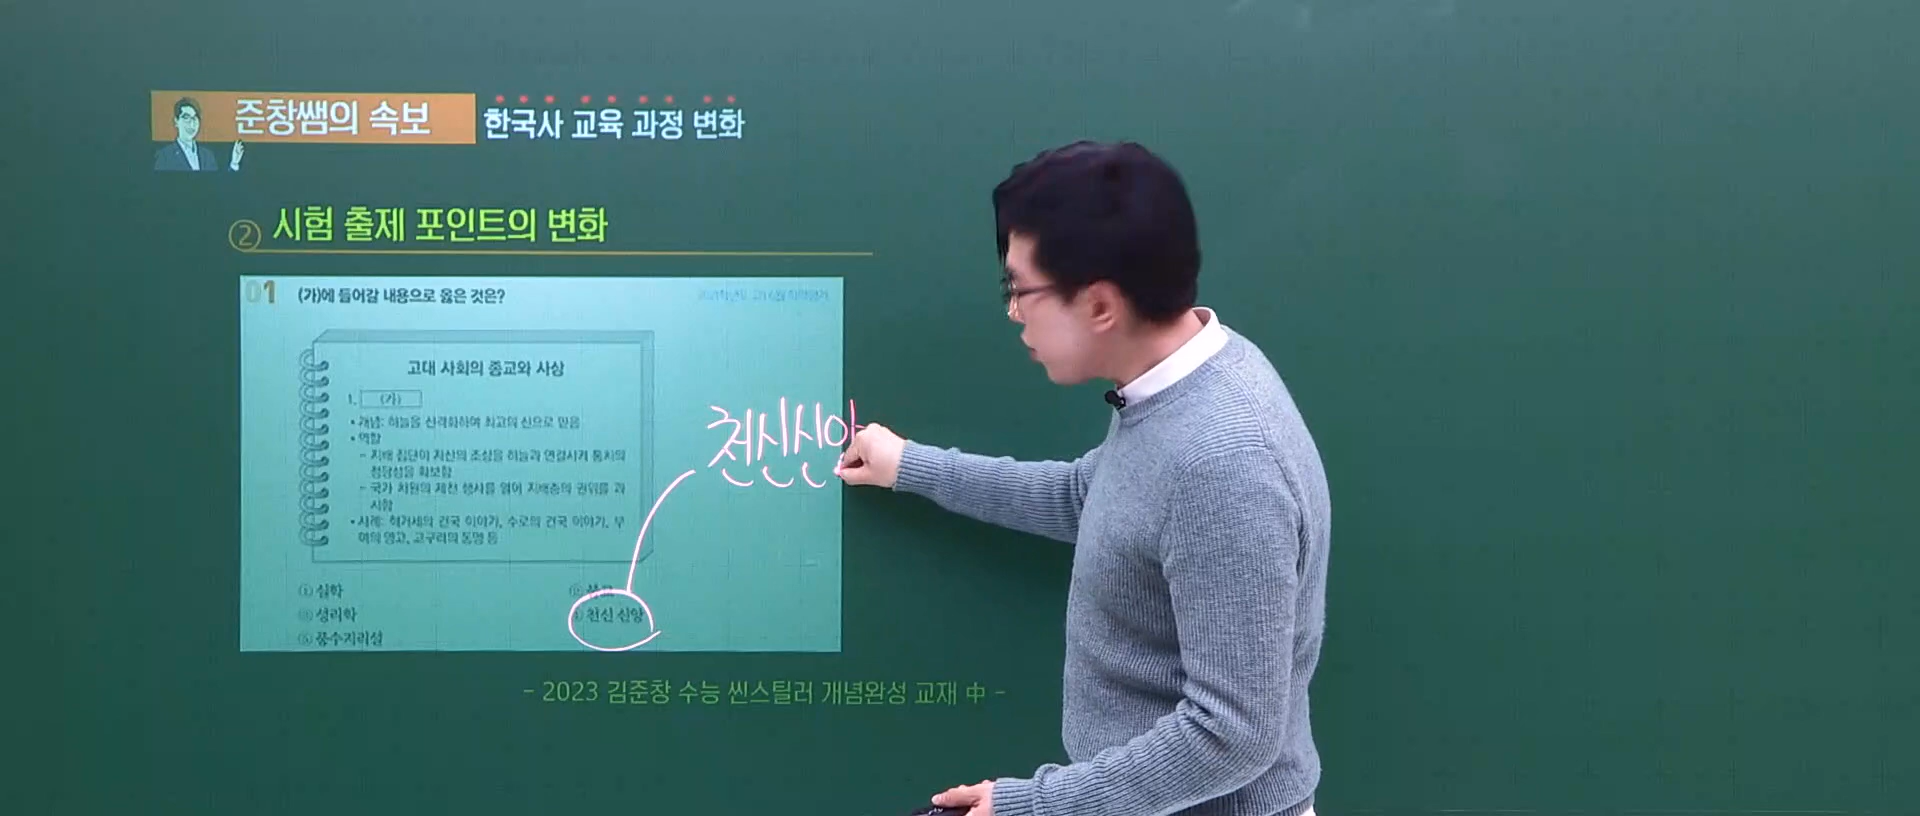 준창쌤의 속보 한국사 교육 과정 변화
② 시험 출제 포인트의 변화
01 (가)에 들어갈 내용으로 옳은 것은?
고대 사회의 종교와 사상
1. (가)
• 개념: 하늘을 신격화하여 최고의 신으로 믿음
• 역할
- 지배 집단이 자신의 조상을 하늘과 연결시켜 통치의
정당성을 확보함
- 국가 차원의 제천 행사를 열어 지배층의 권위를 과
시함
• 사례: 혁거세의 건국 이야기, 수로의 건국 이야기, 부
여의 영고, 고구려의 동맹 등
천신신아
① 실학
②
③ 성리학
④ 천신 신앙
⑤ 풍수지리설
- 2023 김준창 수능 씬스틸러 개념완성 교재 中 -